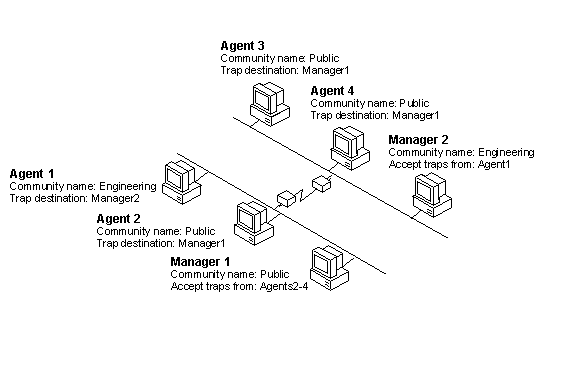 Agent 3
Community name: Public
Trap destination: Manager1
Agent 4
Community name: Public
Trap destination: Manager1
Manager 2
Community name: Engineering
Accept traps from: Agent1
Agent 1
Community name: Engineering
Trap destination: Manager2
Agent 2
Community name: Public
Trap destination: Manager1
Manager 1
Community name: Public
Accept traps from: Agents2-4